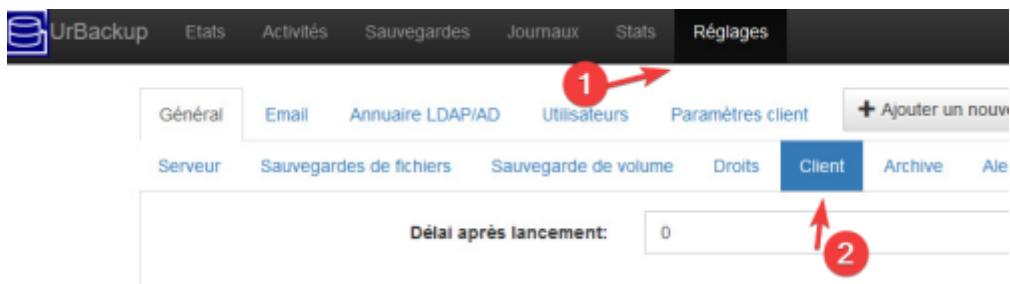 UrBackup Etats Activités Sauvegardes Journaux Stats Réglages
1
Général Email Annuaire LDAP/AD Utilisateurs Paramètres client + Ajouter un nouve
Serveur Sauvegardes de fichiers Sauvegarde de volume Droits Client Archive Ale
Délai après lancement: 0
2